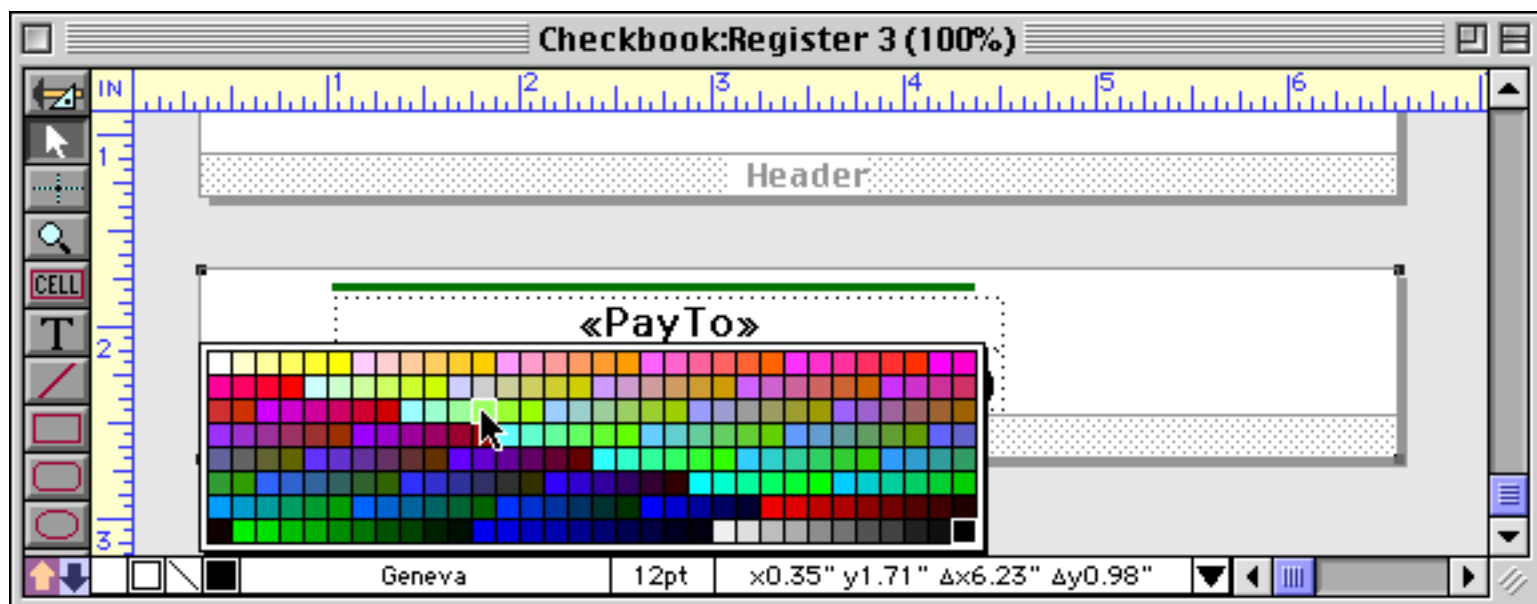 Checkbook:Register 3 (100%)
IN 1 2 3 4 5 6
1
Header
CELL
T
«PayTo»
2
3
Geneva 12pt x0.35" y1.71" Δx6.23" Δy0.98"